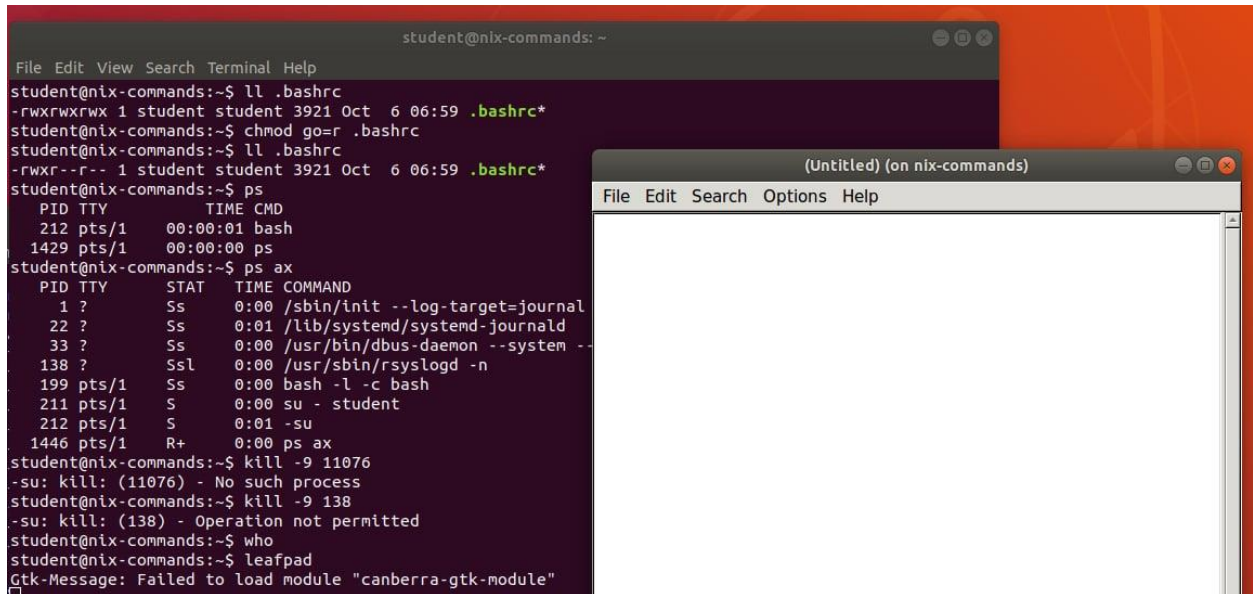 student@nix-commands: ~
File Edit View Search Terminal Help
student@nix-commands:~$ ll .bashrc
-rwxrwxrwx 1 student student 3921 Oct  6 06:59 .bashrc*
student@nix-commands:~$ chmod go=r .bashrc
student@nix-commands:~$ ll .bashrc
-rwxr--r-- 1 student student 3921 Oct  6 06:59 .bashrc*
student@nix-commands:~$ ps
  PID TTY          TIME CMD
  212 pts/1    00:00:01 bash
 1429 pts/1    00:00:00 ps
student@nix-commands:~$ ps ax
  PID TTY      STAT   TIME COMMAND
    1 ?        Ss     0:00 /sbin/init --log-target=journal
   22 ?        Ss     0:01 /lib/systemd/systemd-journald
   33 ?        Ss     0:00 /usr/bin/dbus-daemon --system --
  138 ?        Ssl    0:00 /usr/sbin/rsyslogd -n
  199 pts/1    Ss     0:00 bash -l -c bash
  211 pts/1    S      0:00 su - student
  212 pts/1    S      0:01 -su
 1446 pts/1    R+     0:00 ps ax
student@nix-commands:~$ kill -9 11076
-su: kill: (11076) - No such process
student@nix-commands:~$ kill -9 138
-su: kill: (138) - Operation not permitted
student@nix-commands:~$ who
student@nix-commands:~$ leafpad
Gtk-Message: Failed to load module "canberra-gtk-module"
(Untitled) (on nix-commands)
File Edit Search Options Help